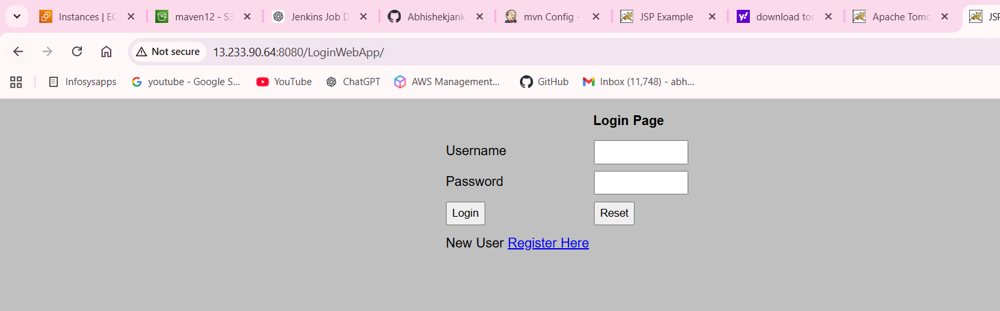 Instances | EC
maven12 - S3
Jenkins Job D
Abhishekjank
mvn Config -
JSP Example
download tom
Apache Tomc
JSP
Not secure
13.233.90.64:8080/LoginWebApp/
Infosysapps
youtube - Google S...
YouTube
ChatGPT
AWS Management...
GitHub
Inbox (11,748) - abh...
Login Page
Username
Password
Login Reset
New User Register Here